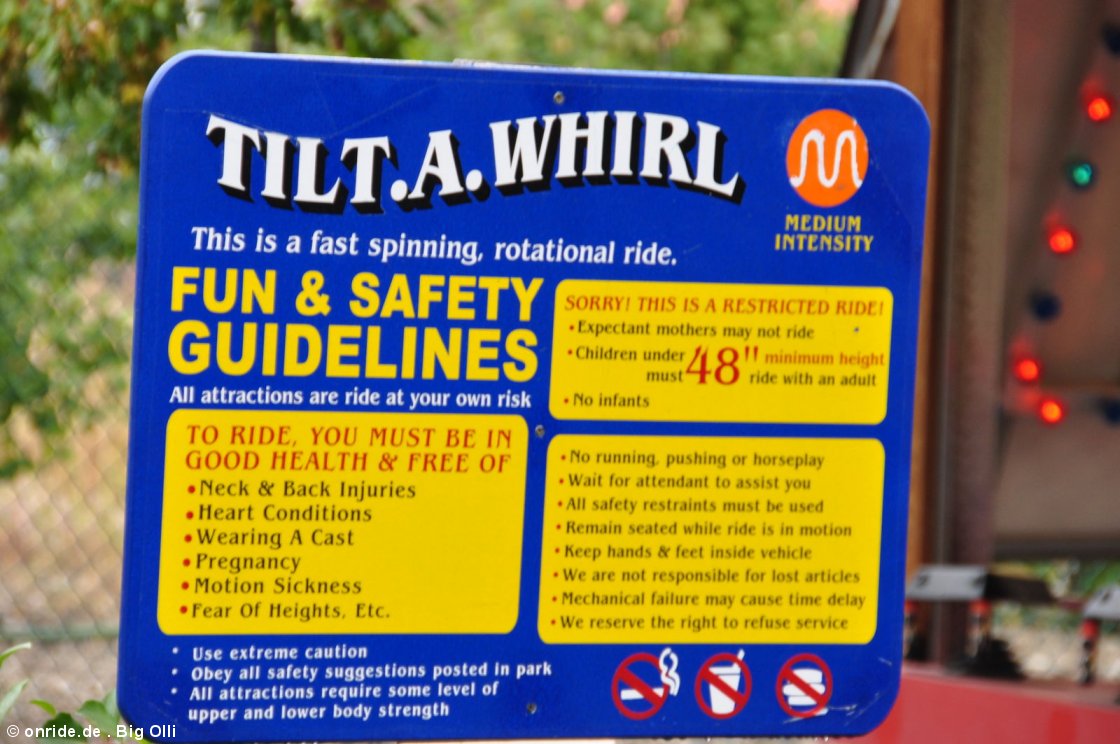 TILT.A.WHIRL
MEDIUM
INTENSITY
This is a fast spinning, rotational ride.
FUN & SAFETY
GUIDELINES
All attractions are ride at your own risk
SORRY! THIS IS A RESTRICTED RIDE!
•Expectant mothers may not ride
•Children under 48" minimum height
must ride with an adult
•No infants
TO RIDE, YOU MUST BE IN
GOOD HEALTH & FREE OF
•Neck & Back Injuries
•Heart Conditions
•Wearing A Cast
•Pregnancy
•Motion Sickness
•Fear Of Heights, Etc.
•No running, pushing or horseplay
•Wait for attendant to assist you
•All safety restraints must be used
•Remain seated while ride is in motion
•Keep hands & feet inside vehicle
•We are not responsible for lost articles
•Mechanical failure may cause time delay
•We reserve the right to refuse service
* Use extreme caution
* Obey all safety suggestions posted in park
* All attractions require some level of
upper and lower body strength
© onride.de . Big Olli